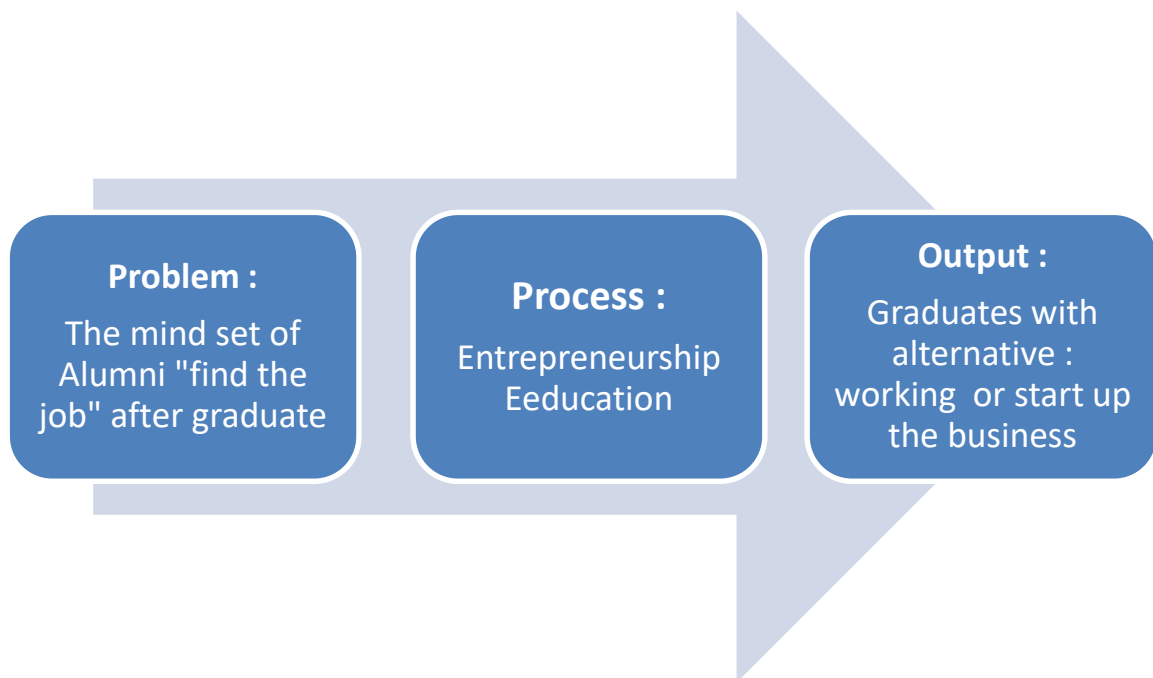 Problem :
The mind set of
Alumni "find the
job" after graduate
Process :
Entrepreneurship
Eeducation
Output :
Graduates with
alternative :
working  or start up
the business